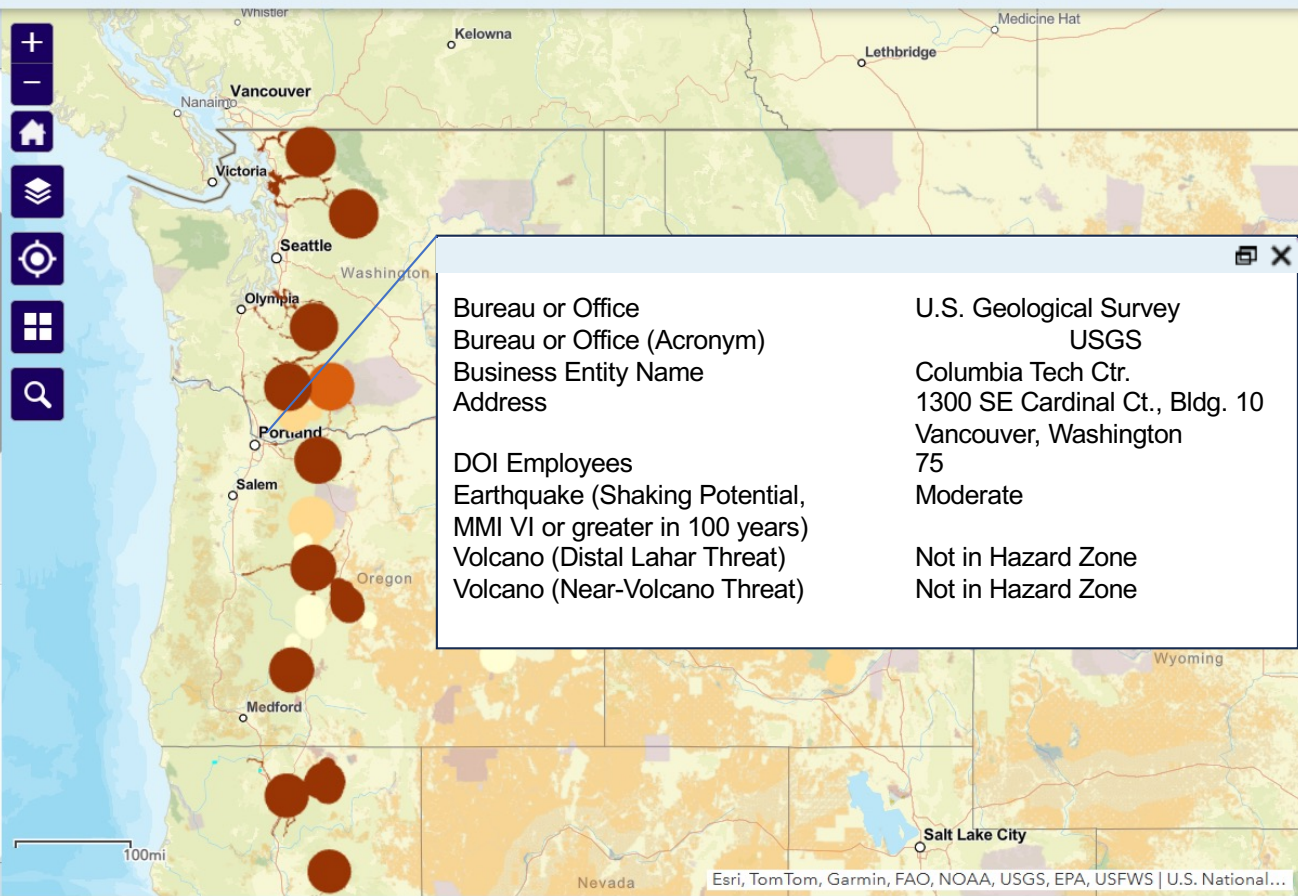 Whistler
Medicine Hat
Kelowna
Lethbridge
Vancouver
Nanaimo
Victoria
Seattle
Washington
Olympia
Bureau or Office U.S. Geological Survey
Bureau or Office (Acronym) USGS
Business Entity Name Columbia Tech Ctr.
Address 1300 SE Cardinal Ct., Bldg. 10
Vancouver, Washington
DOI Employees 75
Earthquake (Shaking Potential, Moderate
MMI VI or greater in 100 years)
Volcano (Distal Lahar Threat) Not in Hazard Zone
Volcano (Near-Volcano Threat) Not in Hazard Zone
Portland
Salem
Oregon
Wyoming
Medford
Salt Lake City
100mi
Nevada
Esri, TomTom, Garmin, FAO, NOAA, USGS, EPA, USFWS | U.S. National...